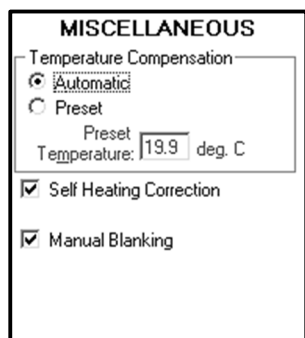 MISCELLANEOUS
Temperature Compensation
Automatic
Preset
Preset
Temperature: 19.9 deg. C
Self Heating Correction
Manual Blanking